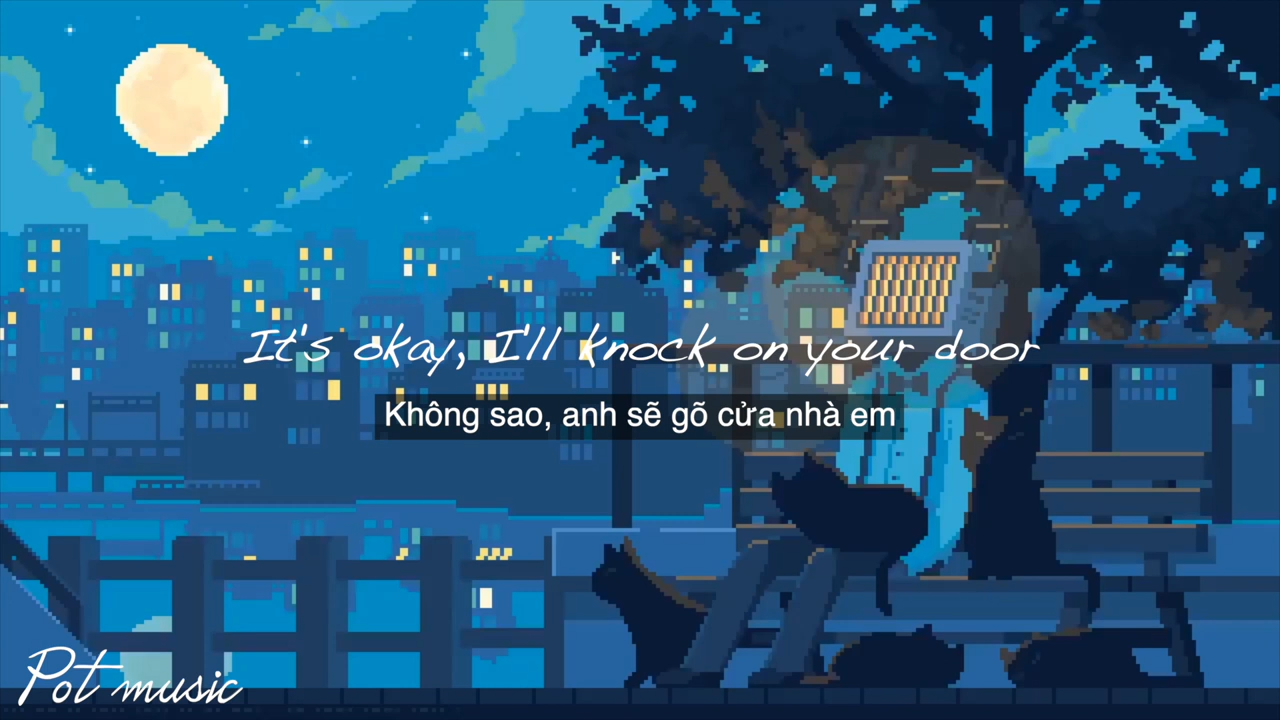 It's okay, I'll knock on your door
Không sao, anh sẽ gõ cửa nhà em
Pot music